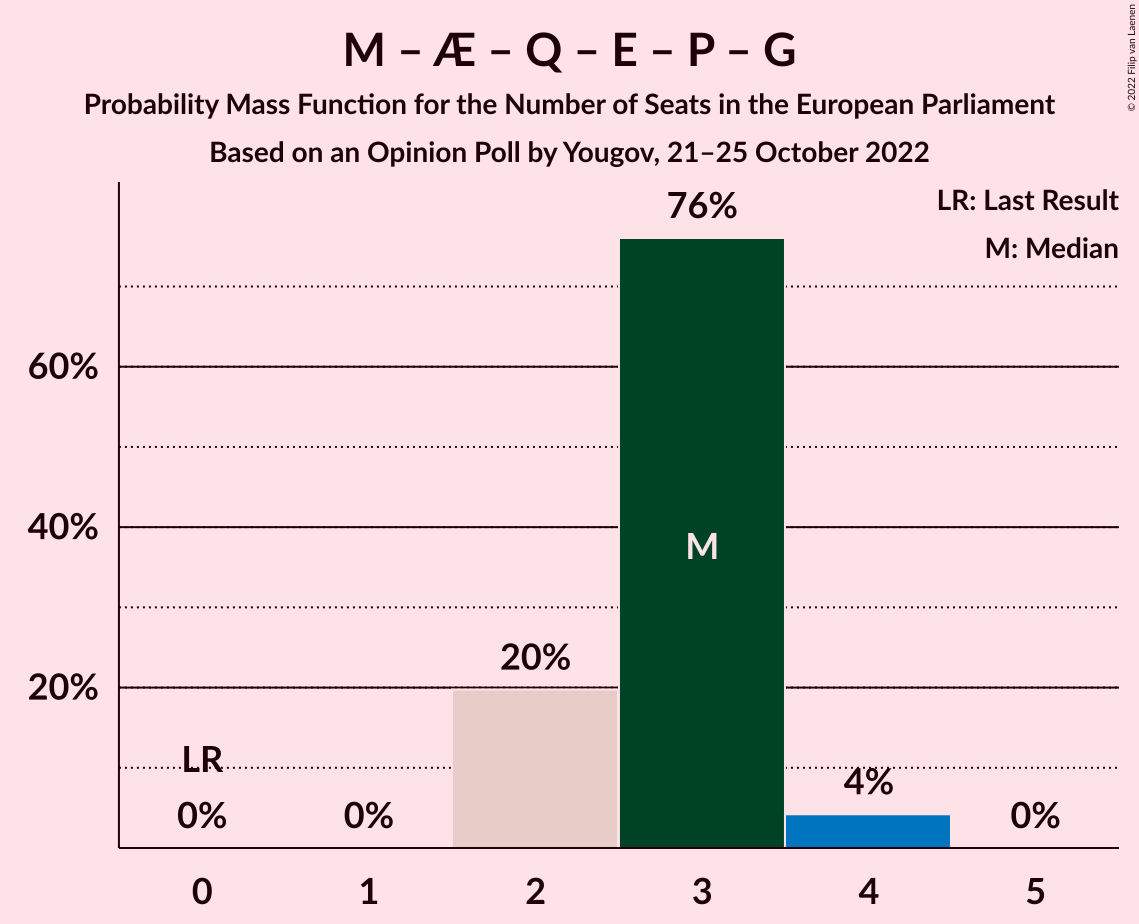 M – Æ – Q – E – P – G
Probability Mass Function for the Number of Seats in the European Parliament
Based on an Opinion Poll by Yougov, 21–25 October 2022
© 2022 Filip van Laenen
LR: Last Result
M: Median
76%
60%
40%
M
20%
20%
LR
4%
0%
0%
0%
0
1
2
3
4
5